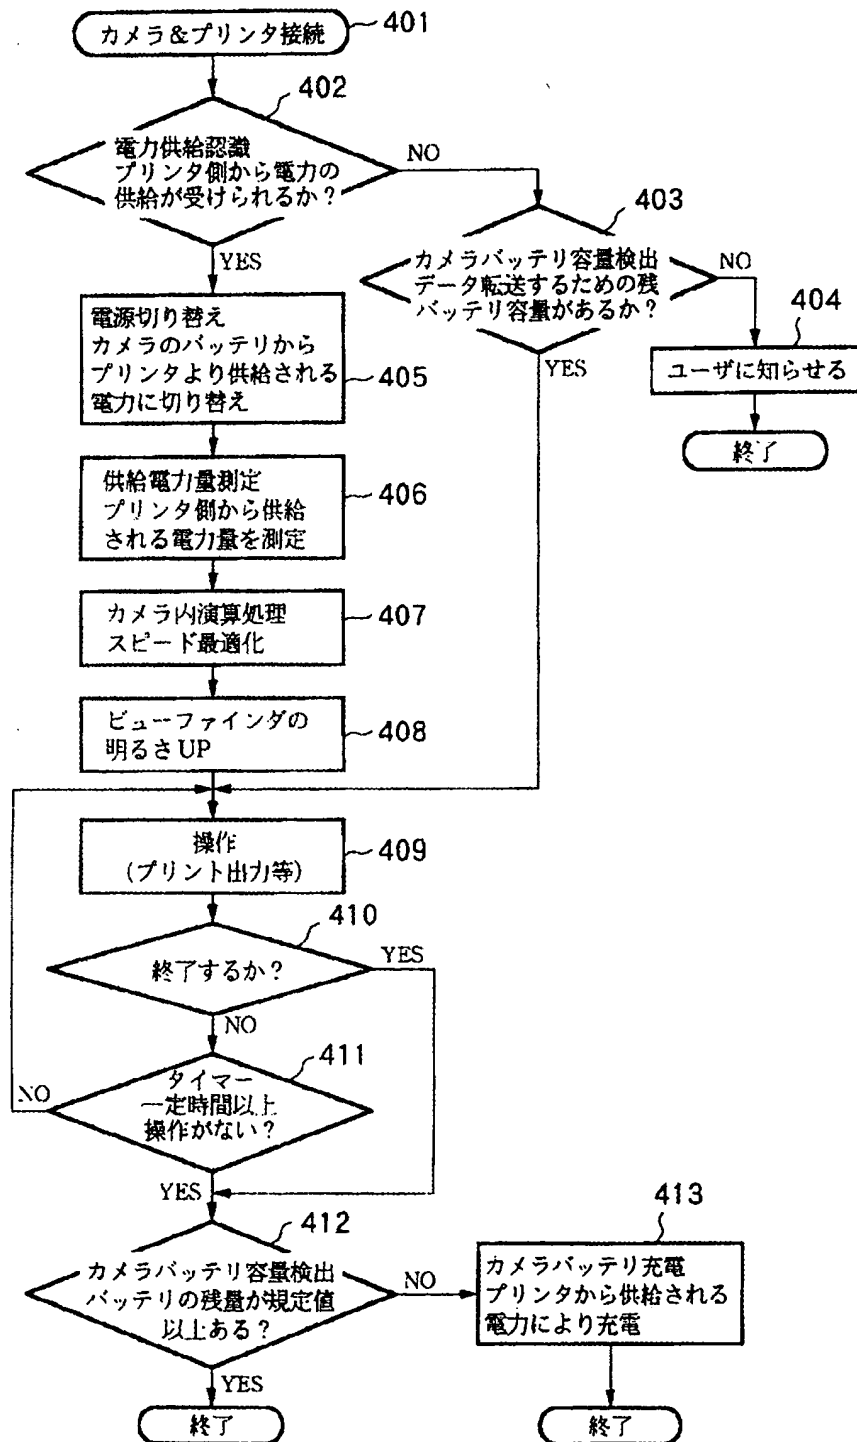 カメラ＆プリンタ接続
401
402
電力供給認識
プリンタ側から電力の
供給が受けられるか？
NO
YES
403
カメラバッテリ容量検出
データ転送するための残
バッテリ容量があるか？
NO
YES
404
ユーザに知らせる
終了
電源切り替え
カメラのバッテリから
プリンタより供給される
電力に切り替え
405
供給電力量測定
プリンタ側から供給
される電力量を測定
406
カメラ内演算処理
スピード最適化
407
ビューファインダの
明るさUP
408
操作
（プリント出力等）
409
410
終了するか？
YES
NO
411
タイマー
一定時間以上
操作がない？
NO
YES
412
カメラバッテリ容量検出
バッテリの残量が規定値
以上ある？
NO
YES
終了
413
カメラバッテリ充電
プリンタから供給される
電力により充電
終了